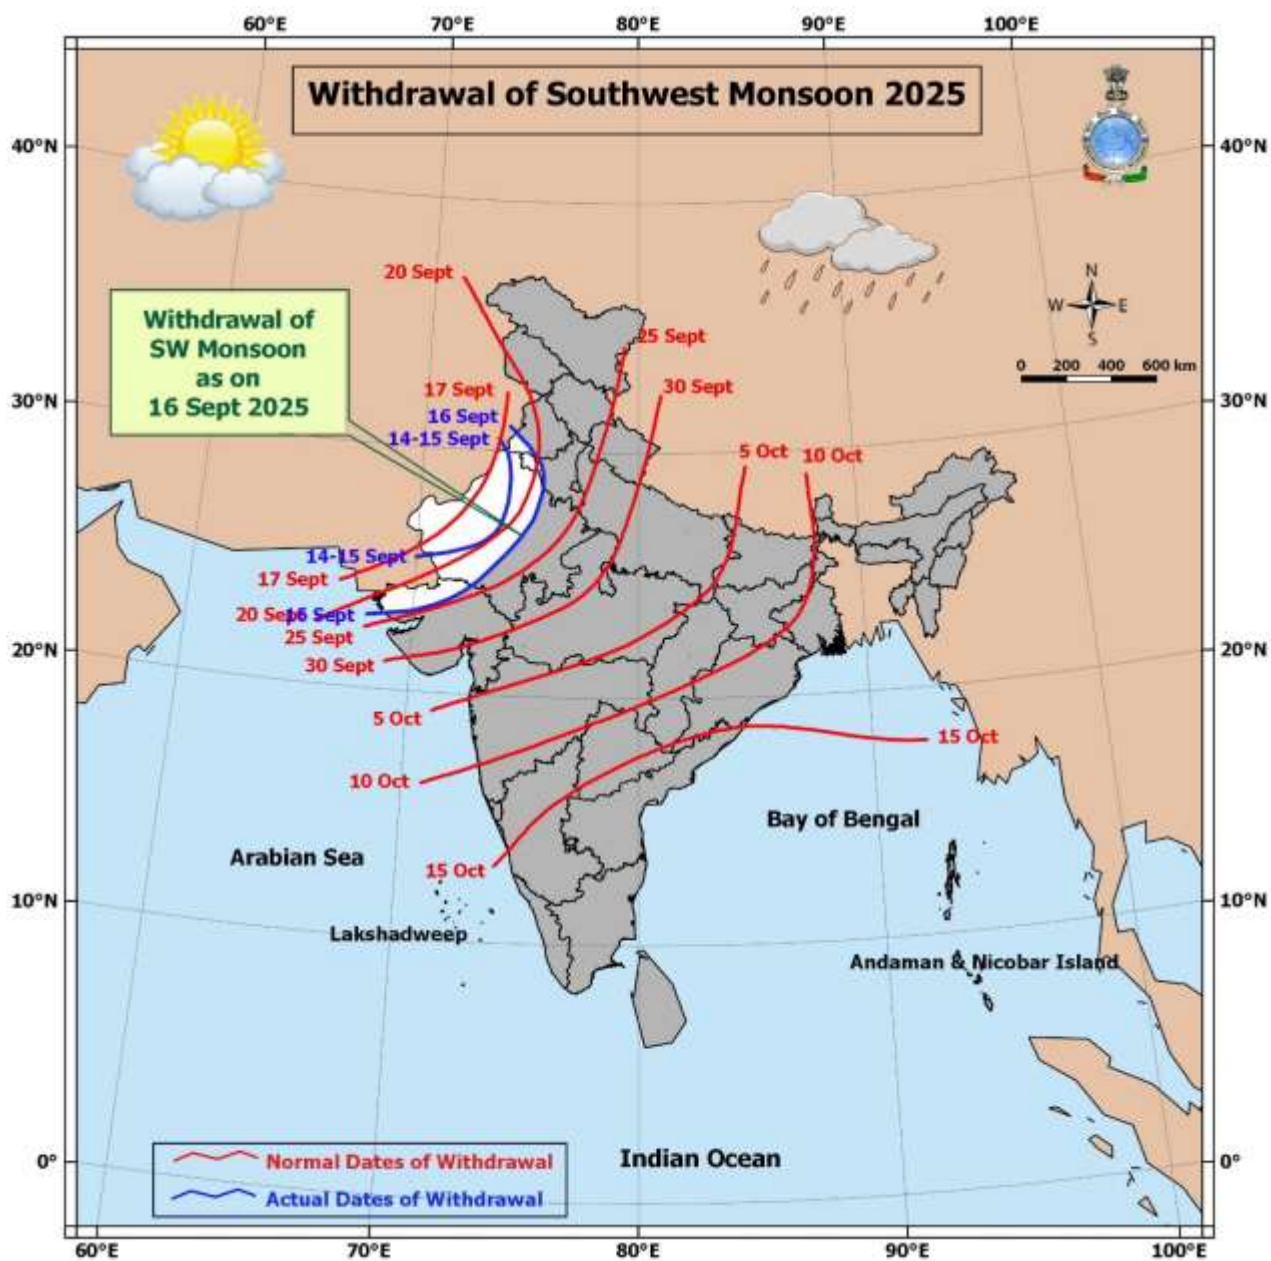 60°E 70°E 80°E 90°E 100°E
Withdrawal of Southwest Monsoon 2025
40°N 40°N
20 Sept
Withdrawal of
SW Monsoon
as on
16 Sept 2025
N
W E
S
25 Sept
0 200 400 600 km
17 Sept
30 Sept
30°N 30°N
16 Sept
14-15 Sept
5 Oct 10 Oct
14-15 Sept
17 Sept
20 Sept
16 Sept
25 Sept
20°N 20°N
30 Sept
5 Oct
15 Oct
10 Oct
Bay of Bengal
Arabian Sea
15 Oct
10°N 10°N
Lakshadweep
Andaman & Nicobar Island
0° 0°
Indian Ocean
Normal Dates of Withdrawal
Actual Dates of Withdrawal
60°E 70°E 80°E 90°E 100°E